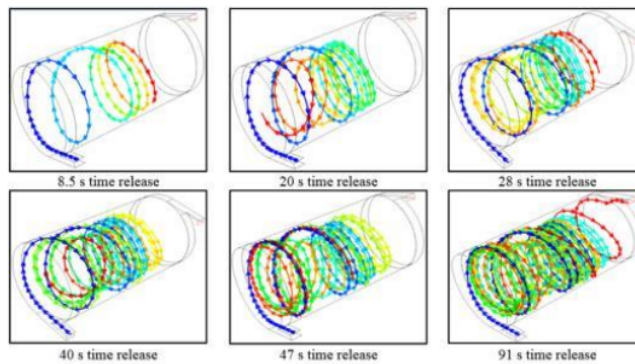 8.5 s time release
20 s time release
28 s time release
40 s time release
47 s time release
91 s time release